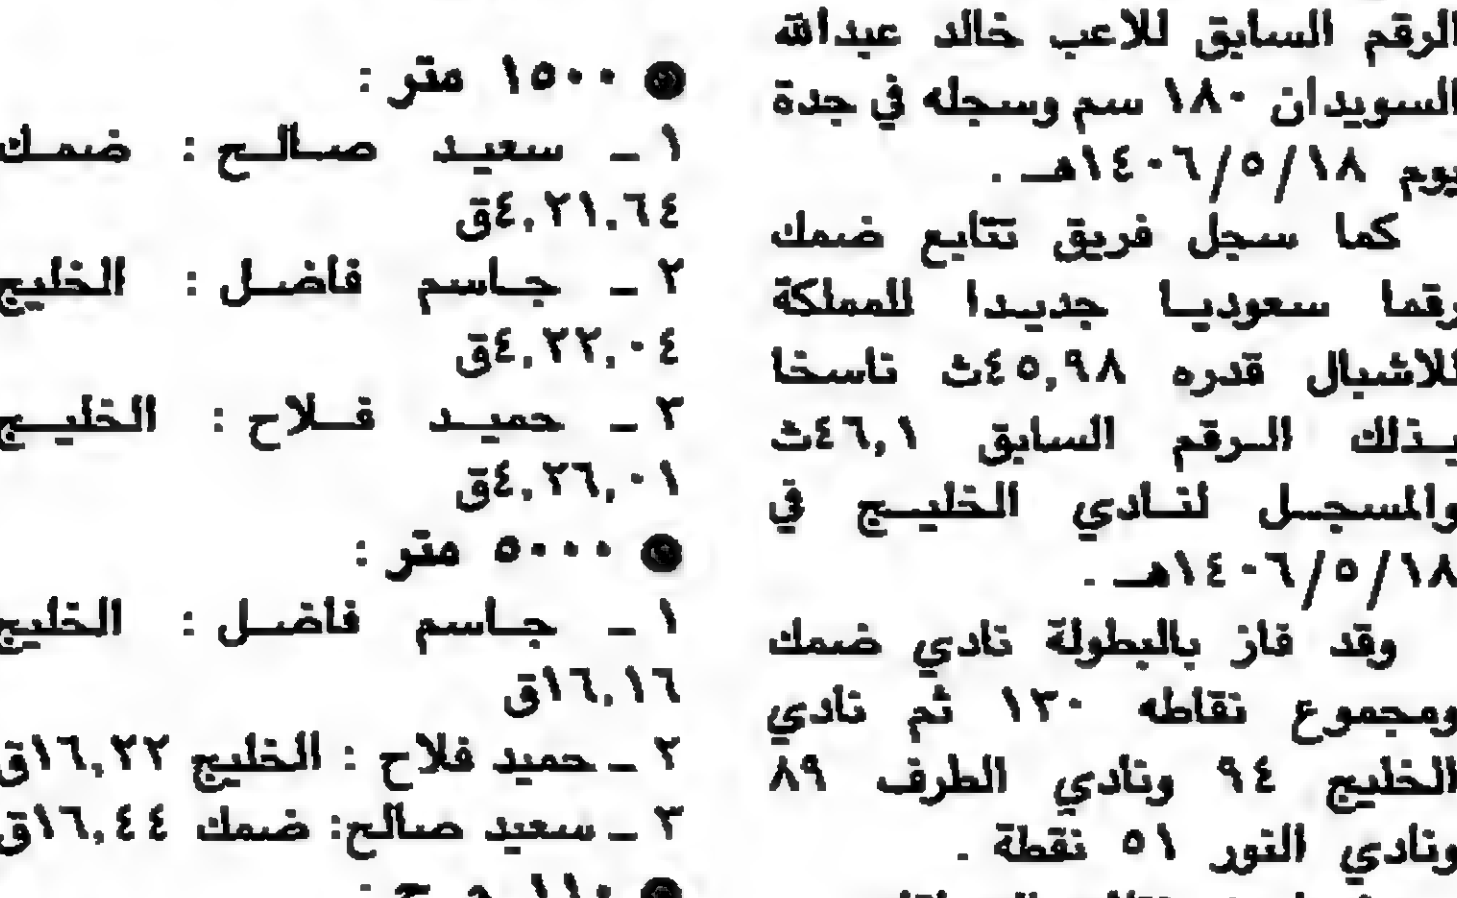 الرقم السابق للاعب خالد عبدالله
السويدان ١٨٠ سم وسجله في جدة
يوم ١٤٠٦/٥/١٨هـ .
كما سجل فريق تتابع ضمك
رقما سعوديا جديدا للمملكة
للاشبال قدره ٤٥,٩٨ث ناسخا
بذلك الرقم السابق ٤٦,١ث
والمسجل لنادي الخليج في
١٤٠٦/٥/١٨هـ .
وقد فاز بالبطولة نادي ضمك
ومجموع نقاطه ١٣٠ ثم نادي
الخليج ٩٤ ونادي الطرف ٨٩
ونادي النور ٥١ نقطة .
١٥٠٠ متر :
١ ـ سعيد صالح : ضمك
٤,٢١,٦٤ق
٢ ـ جاسم فاضل : الخليج
٤,٢٢,٠٤ق
٣ ـ حميد فلاح : الخليج
٤,٢٦,٠١ق
٥٠٠٠ متر :
١ ـ جاسم فاضل : الخليج
١٦,١٦ق
٢ ـ حميد فلاح : الخليج ١٦,٢٢ق
٣ ـ سعيد صالح: ضمك ١٦,٤٤ق